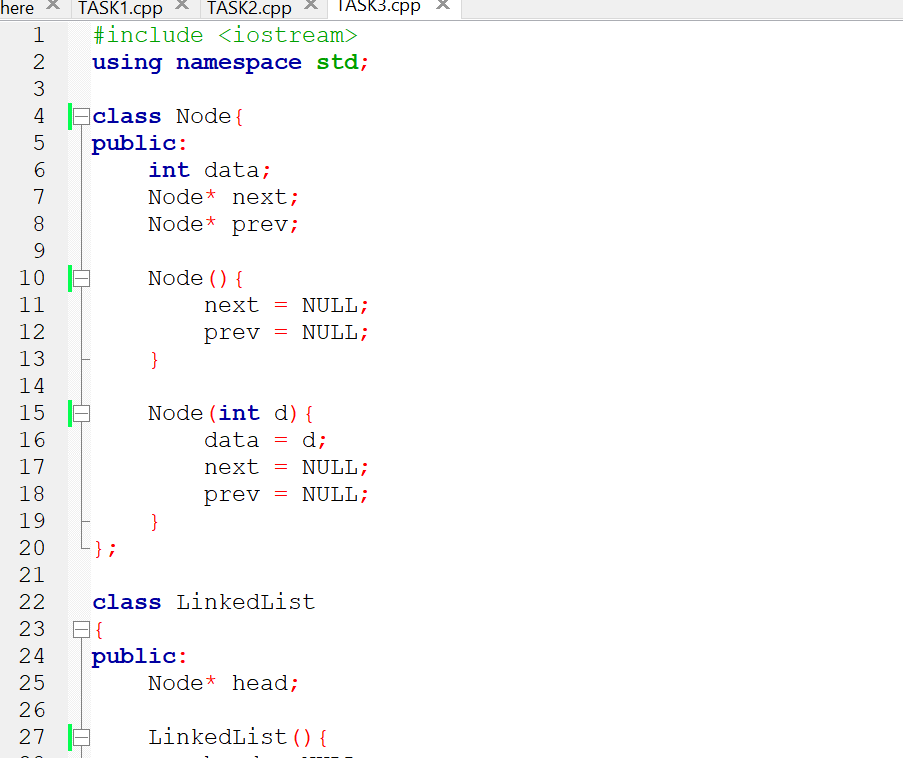 here × TASK1.cpp × TASK2.cpp × TASK3.cpp ×
1 #include <iostream>
2 using namespace std;
3
4 class Node{
5 public:
6 int data;
7 Node* next;
8 Node* prev;
9
10 Node(){
11 next = NULL;
12 prev = NULL;
13 }
14
15 Node(int d){
16 data = d;
17 next = NULL;
18 prev = NULL;
19 }
20 };
21
22 class LinkedList
23 {
24 public:
25 Node* head;
26
27 LinkedList(){